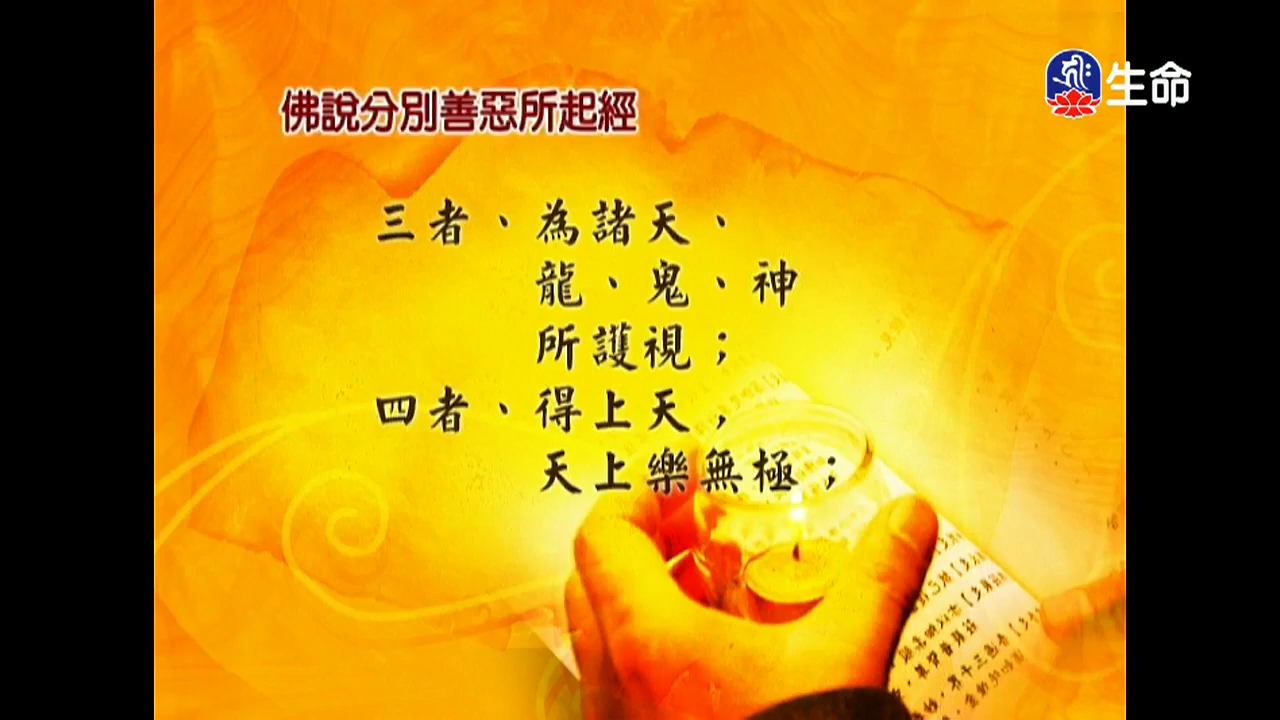 生命
佛說分別善惡所起經
三者、為諸天、
龍、鬼、神
所護視；
四者、得上天，
天上樂無極；